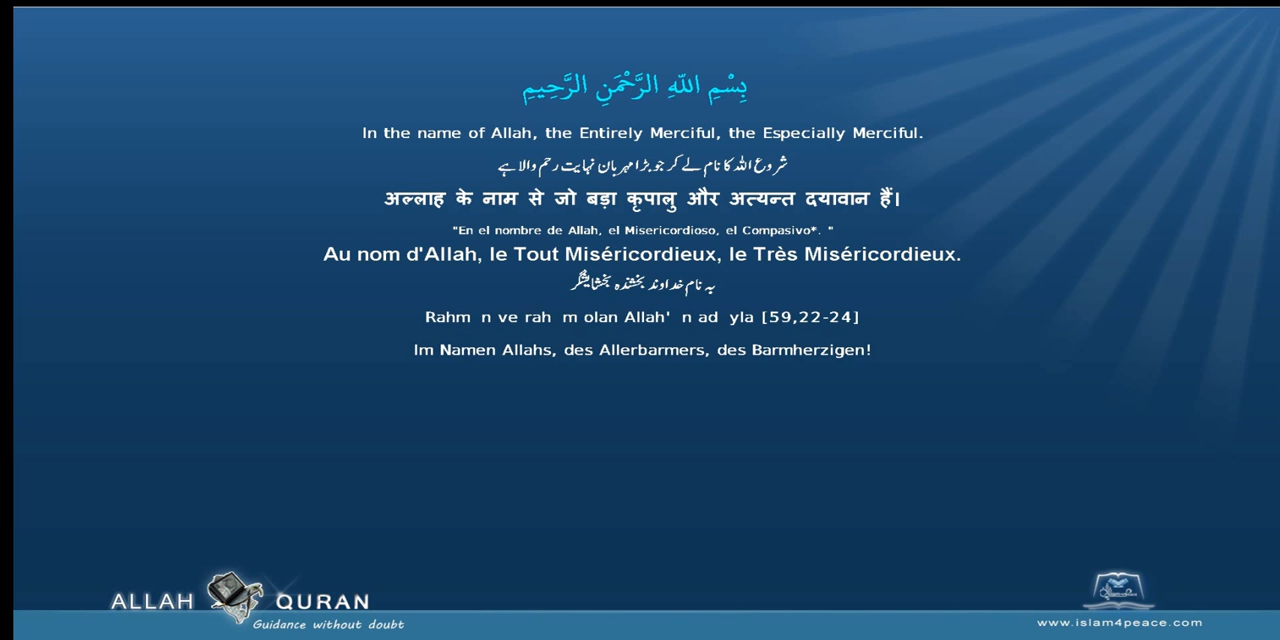 بِسْمِ اللَّهِ الرَّحْمَنِ الرَّحِيمِ
In the name of Allah, the Entirely Merciful, the Especially Merciful.
شروع اللہ کا نام لے کر جو بڑا مہربان نہایت رحم والا ہے
अल्लाह के नाम से जो बड़ा कृपालु और अत्यन्त दयावान हैं।
"En el nombre de Allah, el Misericordioso, el Compasivo*. "
Au nom d'Allah, le Tout Miséricordieux, le Très Miséricordieux.
به نام خداوند بخشنده بخشایشگر
Rahm n ve rah m olan Allah' n ad yla [59,22-24]
Im Namen Allahs, des Allerbarmers, des Barmherzigen!
ALLAH QURAN
Guidance without doubt
www.islam4peace.com